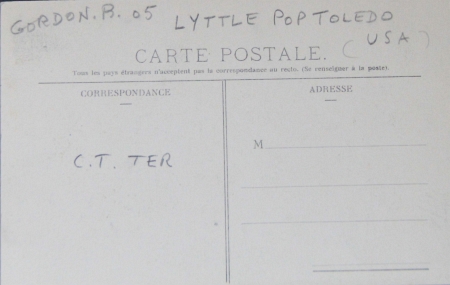 GORDON.B. 05 LYTTLE POP TOLEDO
(USA)
CARTE POSTALE.
Tous les pays étrangers n'acceptent pas la correspondance au recto. (Se renseigner à la poste).
CORRESPONDANCE
ADRESSE
M
C.T. TER